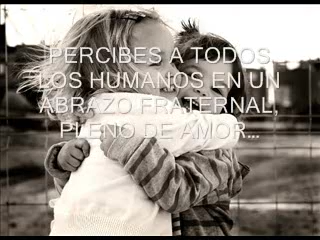 PERCIBES A TODOS
LOS HUMANOS EN UN
ABRAZO FRATERNAL,
PLENO DE AMOR...